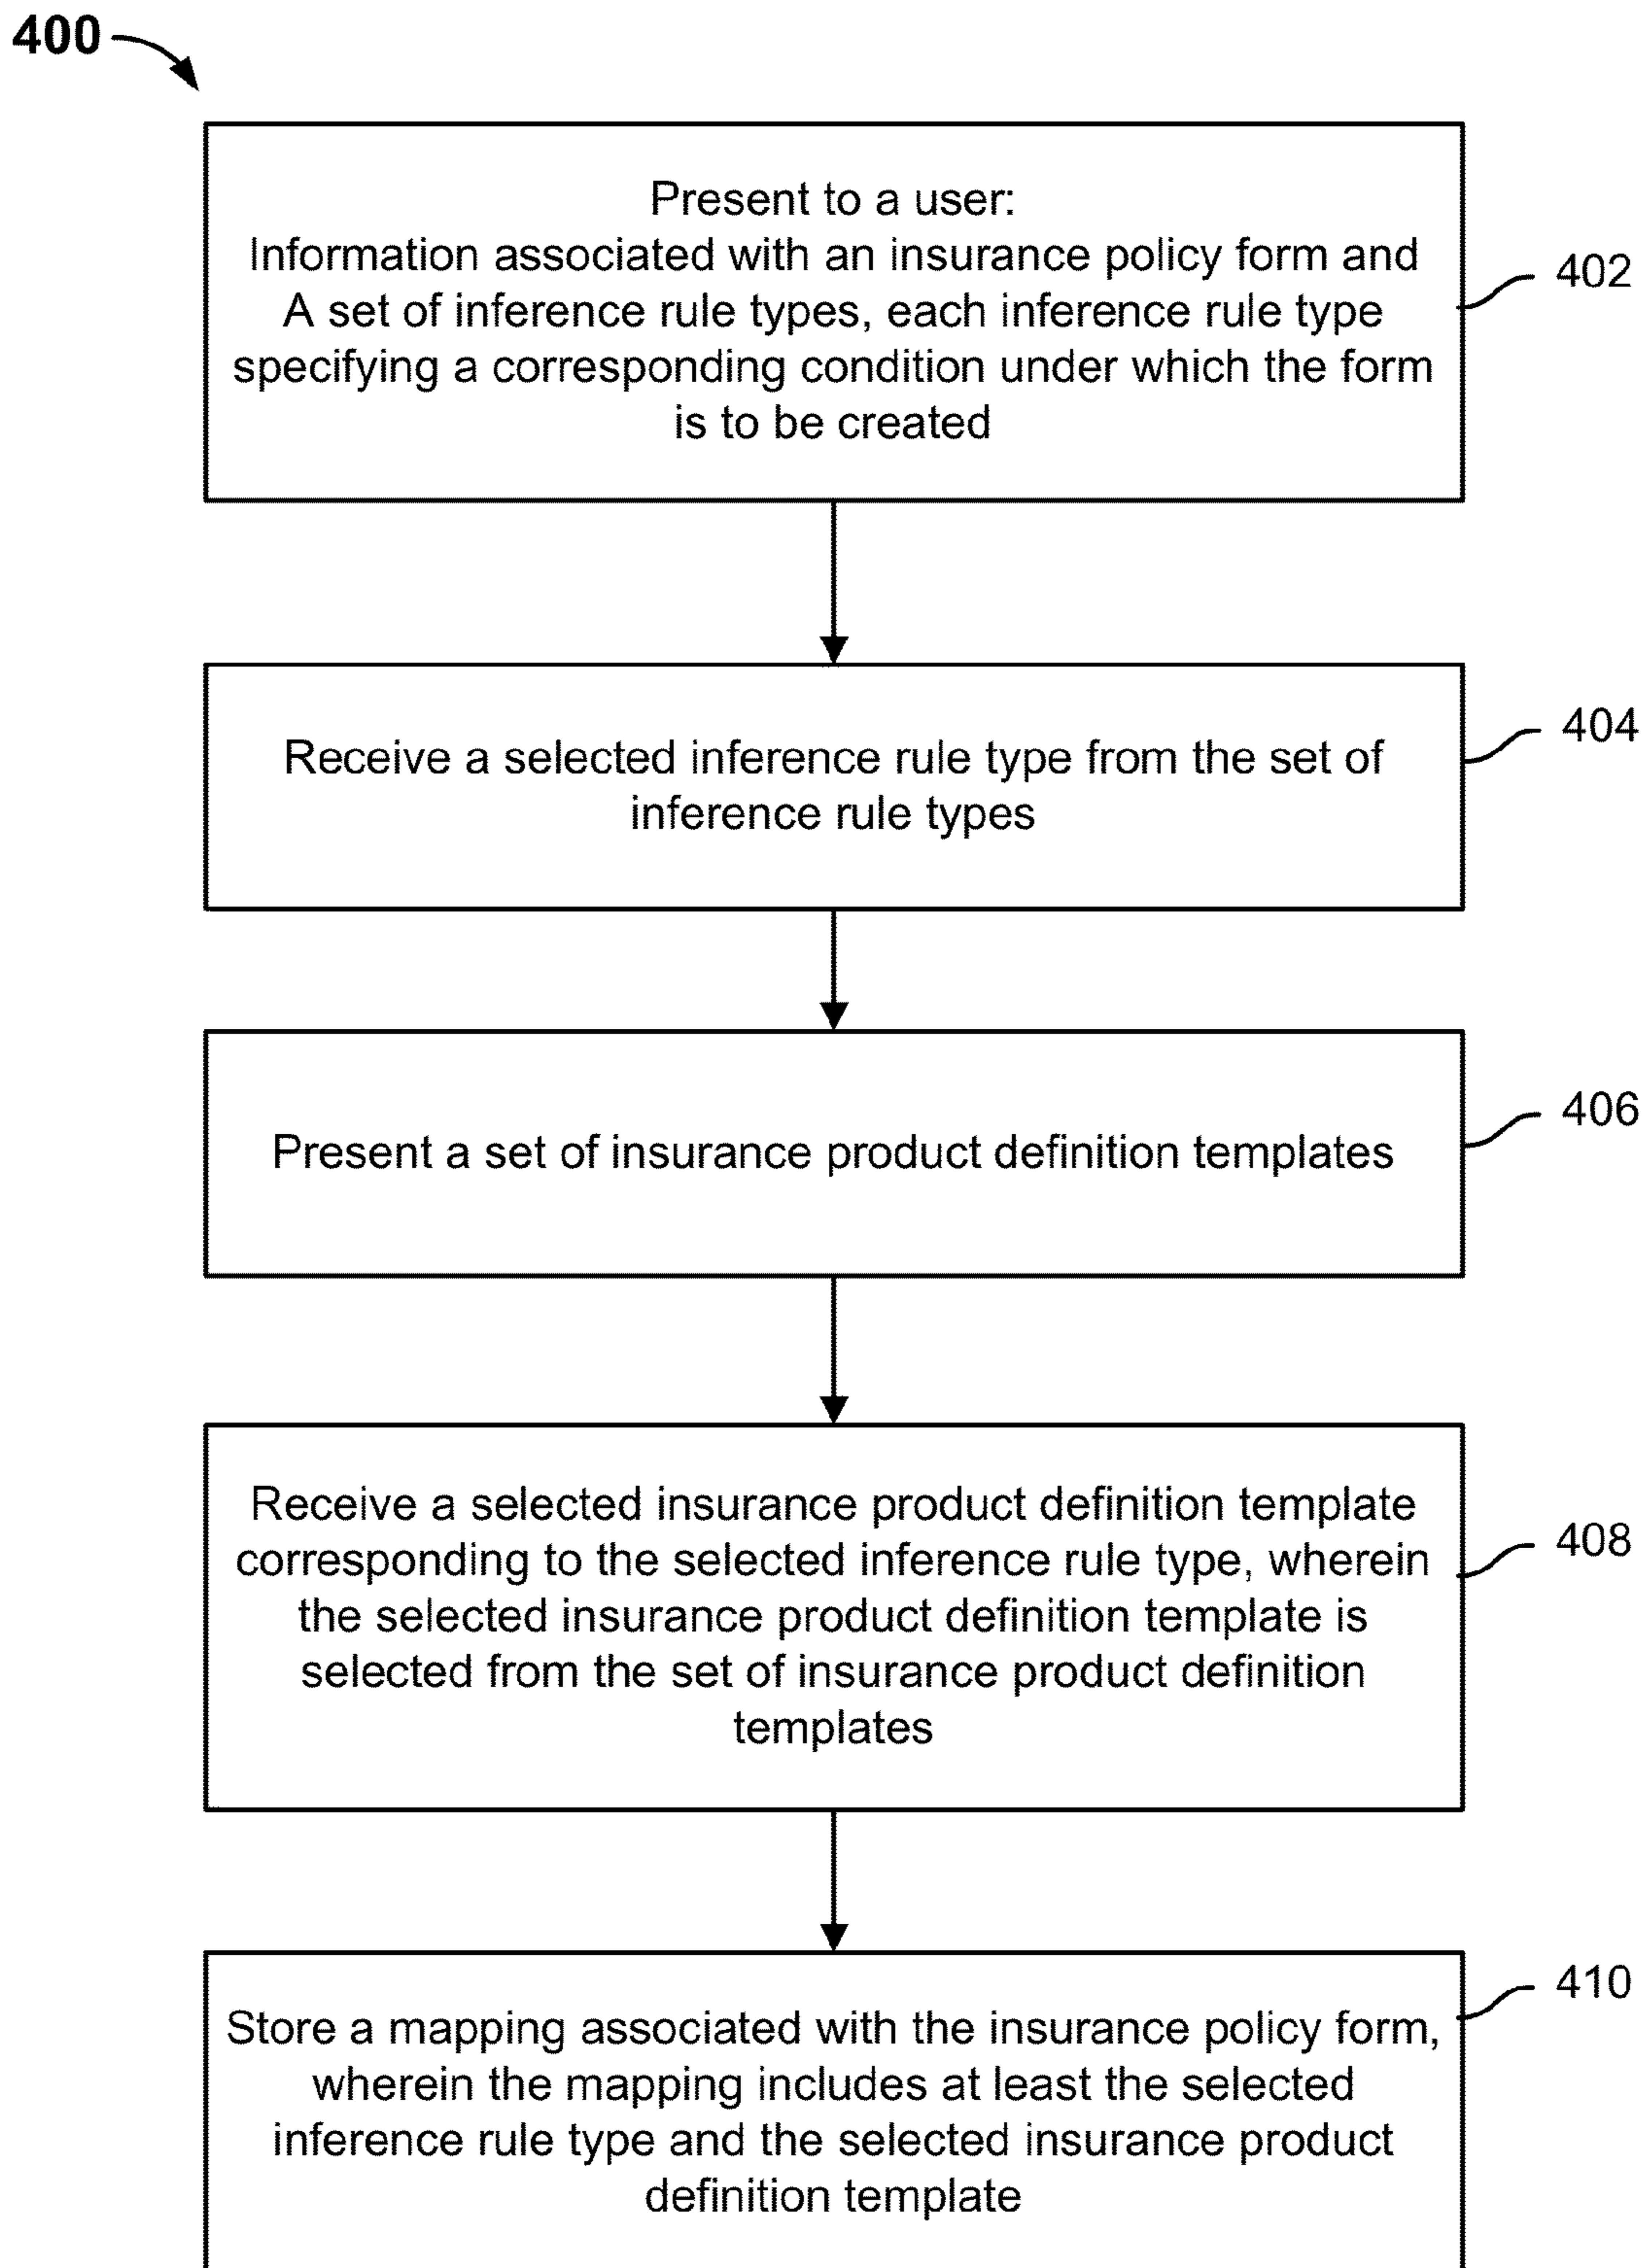 400
Present to a user:
Information associated with an insurance policy form and
A set of inference rule types, each inference rule type
specifying a corresponding condition under which the form
is to be created
402
Receive a selected inference rule type from the set of
inference rule types
404
Present a set of insurance product definition templates
406
Receive a selected insurance product definition template
corresponding to the selected inference rule type, wherein
the selected insurance product definition template is
selected from the set of insurance product definition
templates
408
Store a mapping associated with the insurance policy form,
wherein the mapping includes at least the selected
inference rule type and the selected insurance product
definition template
410